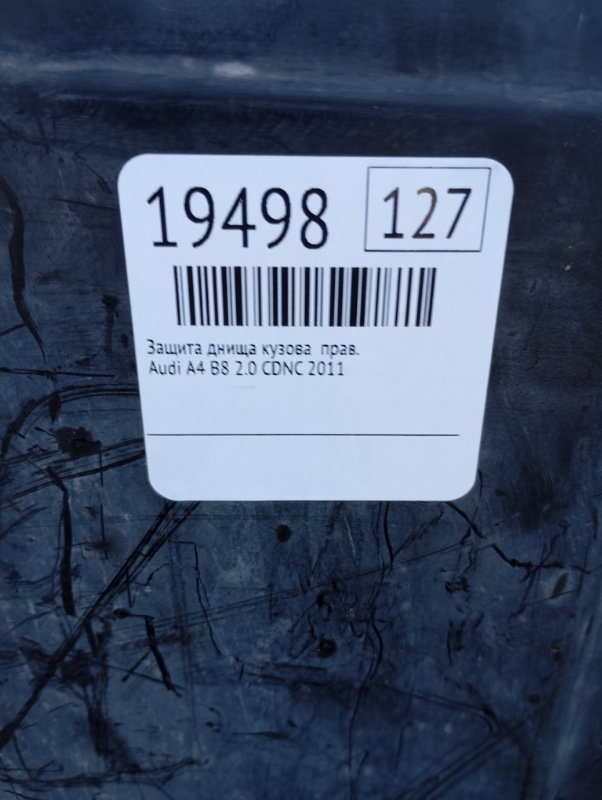 19498 127
Защита днища кузова прав.
Audi A4 B8 2.0 CDNC 2011